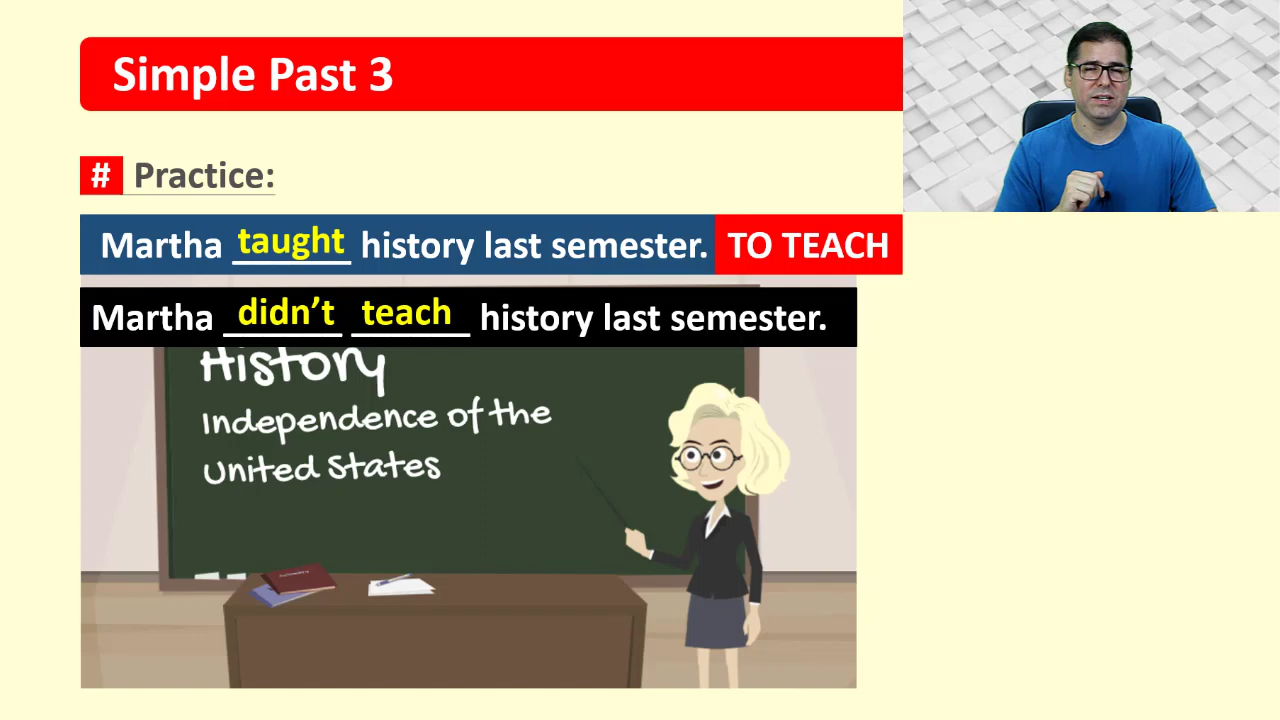 Simple Past 3
# Practice:
Martha taught history last semester. TO TEACH
Martha didn't teach history last semester.
History
Independence of the
United States